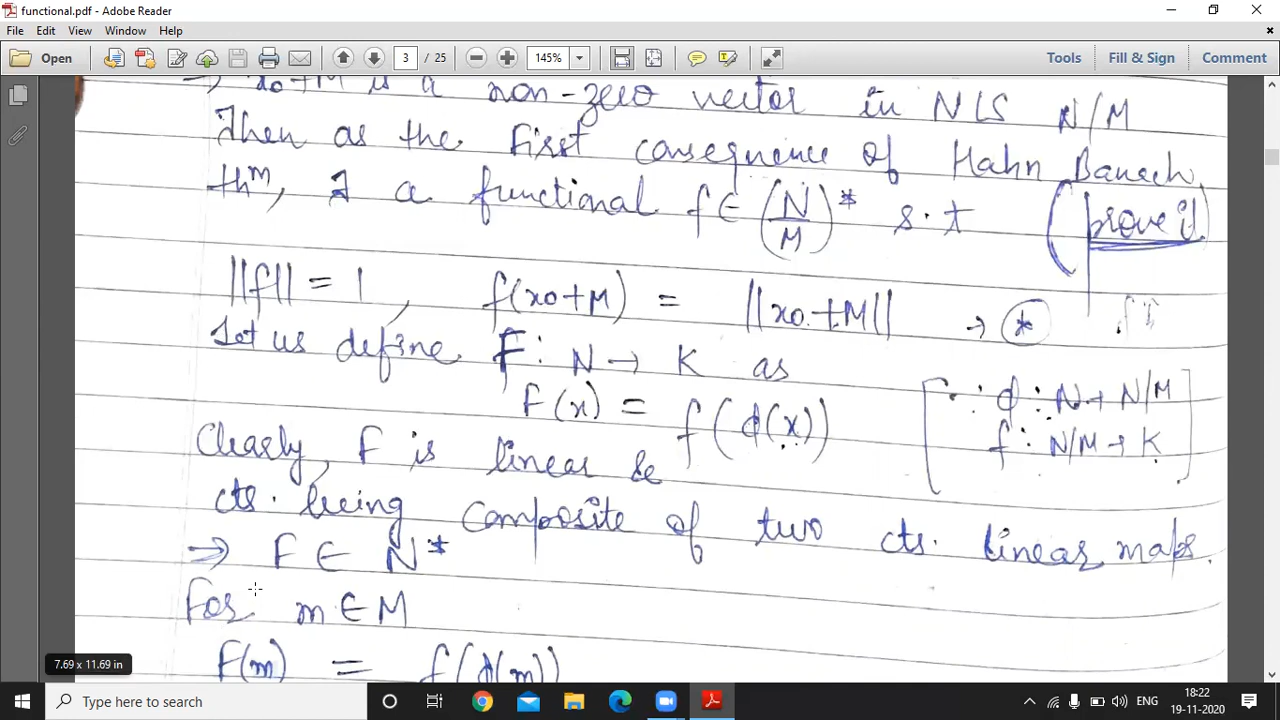 functional.pdf - Adobe Reader
File Edit View Window Help
Open 3 / 25 145% Tools Fill & Sign Comment
→ xo+M is a non-zero vector in NLS N/M
Then as the First consequence of Hahn Banach
thm, ∃ a functional f ∈ (N/M)* s.t (prove it)
||f|| = 1, f(xo+M) = ||xo+M|| → *
Let us define F: N → K as
F(x) = f(ϕ(x)) [∵ ϕ: N → N/M
f: N/M → K]
Clearly, F is linear &
cts. being composite of two cts. linear maps.
⇒ F ∈ N*
For m ∈ M
F(m) = f(ϕ(m))
7.69 x 11.69 in
Type here to search
ENG
18:22
19-11-2020